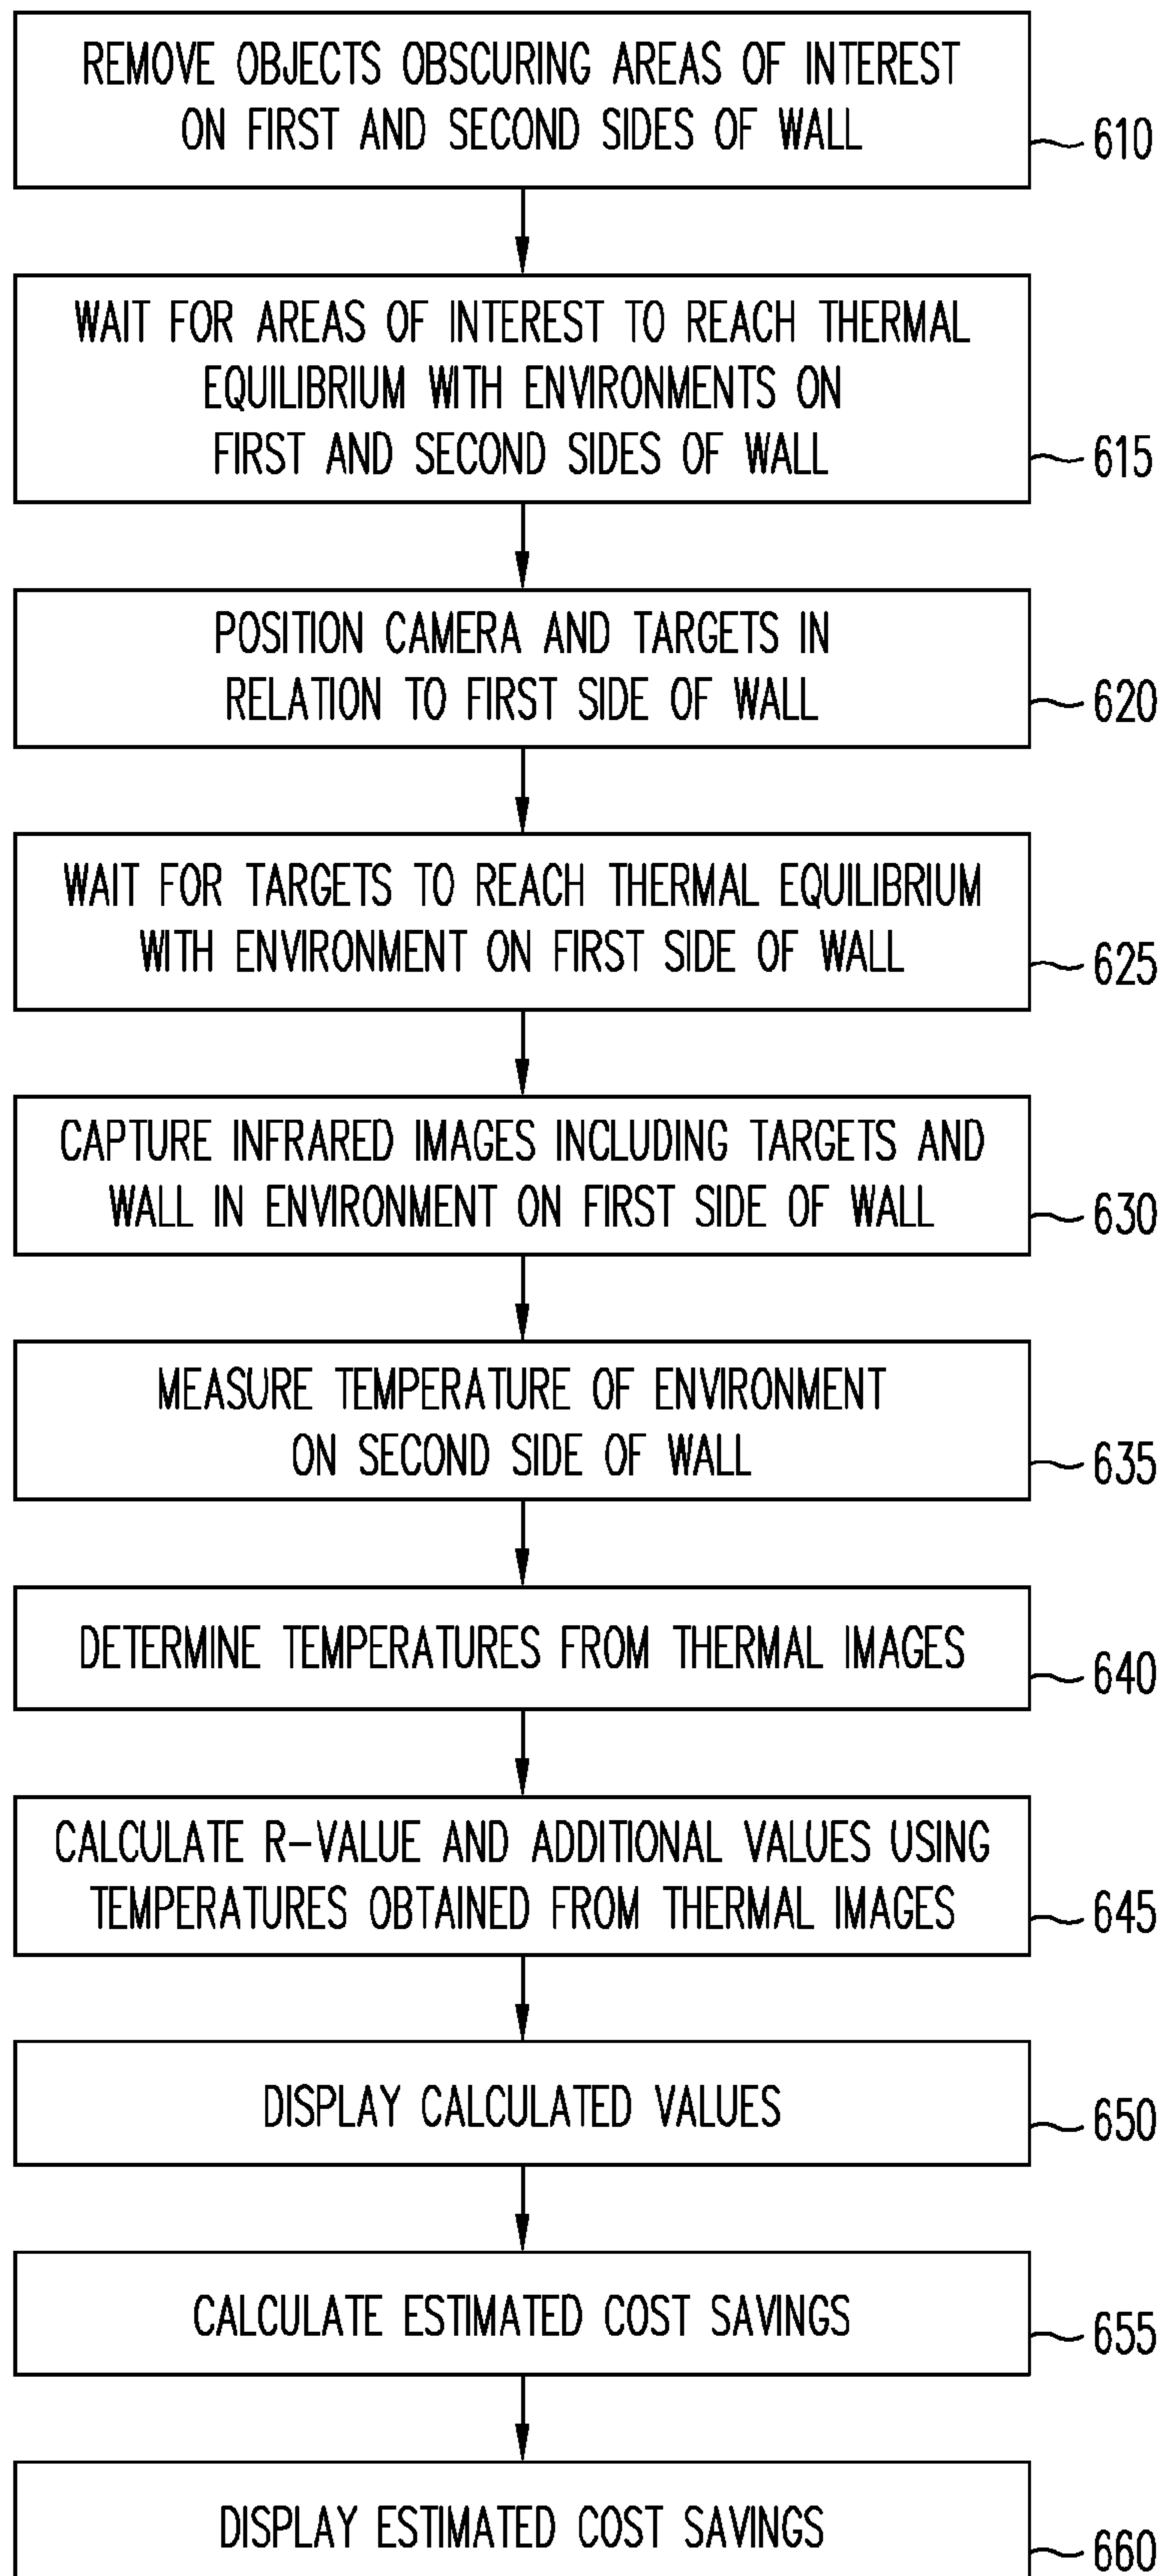 REMOVE OBJECTS OBSCURING AREAS OF INTEREST
ON FIRST AND SECOND SIDES OF WALL
610
WAIT FOR AREAS OF INTEREST TO REACH THERMAL
EQUILIBRIUM WITH ENVIRONMENTS ON
FIRST AND SECOND SIDES OF WALL
615
POSITION CAMERA AND TARGETS IN
RELATION TO FIRST SIDE OF WALL
620
WAIT FOR TARGETS TO REACH THERMAL EQUILIBRIUM
WITH ENVIRONMENT ON FIRST SIDE OF WALL
625
CAPTURE INFRARED IMAGES INCLUDING TARGETS AND
WALL IN ENVIRONMENT ON FIRST SIDE OF WALL
630
MEASURE TEMPERATURE OF ENVIRONMENT
ON SECOND SIDE OF WALL
635
DETERMINE TEMPERATURES FROM THERMAL IMAGES
640
CALCULATE R-VALUE AND ADDITIONAL VALUES USING
TEMPERATURES OBTAINED FROM THERMAL IMAGES
645
DISPLAY CALCULATED VALUES
650
CALCULATE ESTIMATED COST SAVINGS
655
DISPLAY ESTIMATED COST SAVINGS
660